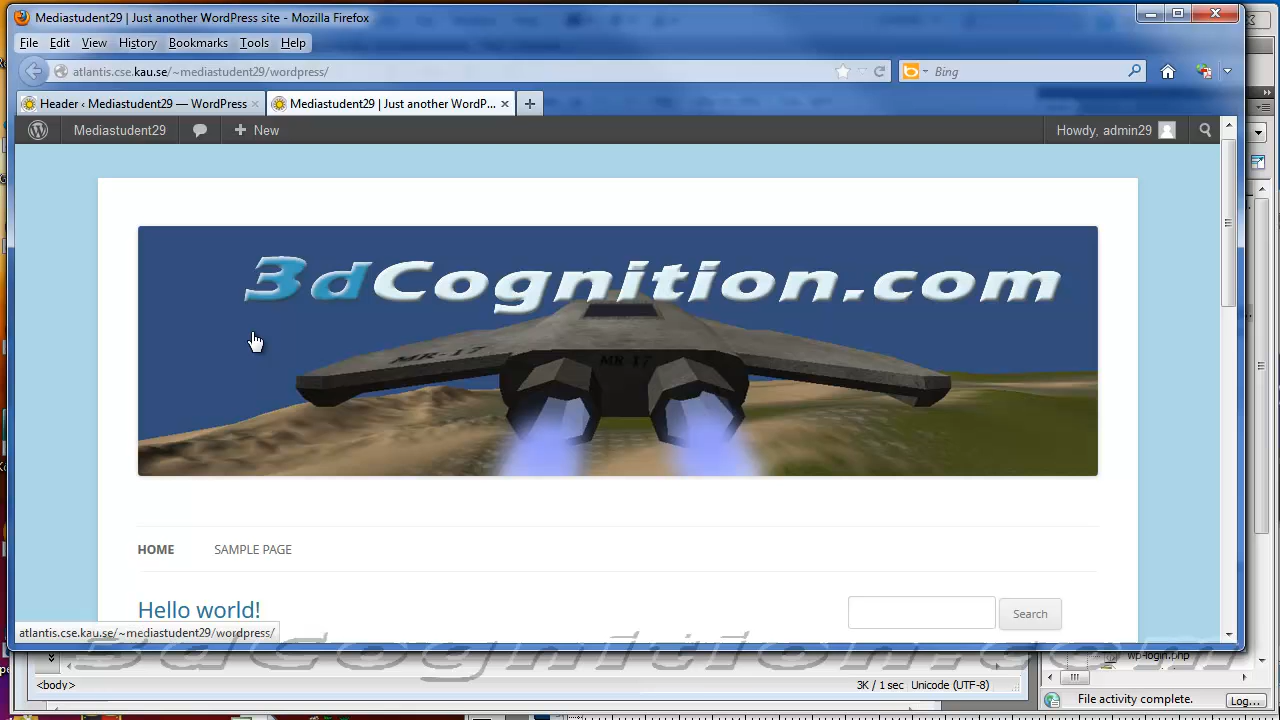 Mediastudent29 | Just another WordPress site - Mozilla Firefox
File Edit View History Bookmarks Tools Help
atlantis.cse.kau.se/~mediastudent29/wordpress/
Bing
Header ‹ Mediastudent29 — WordPress
Mediastudent29 | Just another WordP...
Mediastudent29
New
Howdy, admin29
3dCognition.com
MR-17 MR 17
HOME SAMPLE PAGE
Hello world!
Search
atlantis.cse.kau.se/~mediastudent29/wordpress/
3dCognition.com
wp-login.php
<body>
3K / 1 sec Unicode (UTF-8)
File activity complete.
Log...